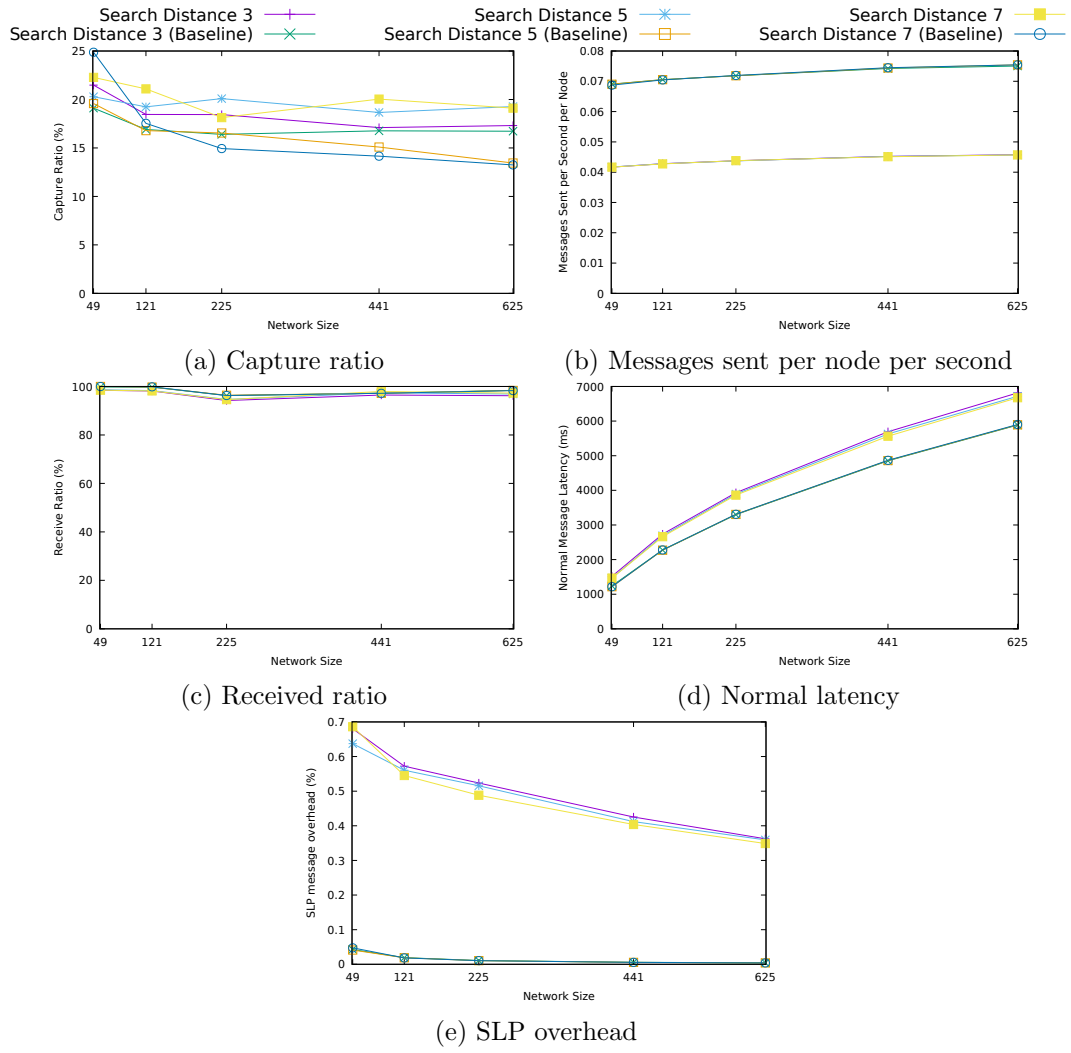 Search Distance 3
Search Distance 3 (Baseline)
Search Distance 5
Search Distance 5 (Baseline)
Search Distance 7
Search Distance 7 (Baseline)
Capture Ratio (%)
25
20
15
10
5
0
49 121 225 441 625
Network Size
(a) Capture ratio
Messages Sent per Second per Node
0.08
0.07
0.06
0.05
0.04
0.03
0.02
0.01
0
49 121 225 441 625
Network Size
(b) Messages sent per node per second
Receive Ratio (%)
100
80
60
40
20
0
49 121 225 441 625
Network Size
(c) Received ratio
Normal Message Latency (ms)
7000
6000
5000
4000
3000
2000
1000
0
49 121 225 441 625
Network Size
(d) Normal latency
SLP message overhead (%)
0.7
0.6
0.5
0.4
0.3
0.2
0.1
0
49 121 225 441 625
Network Size
(e) SLP overhead